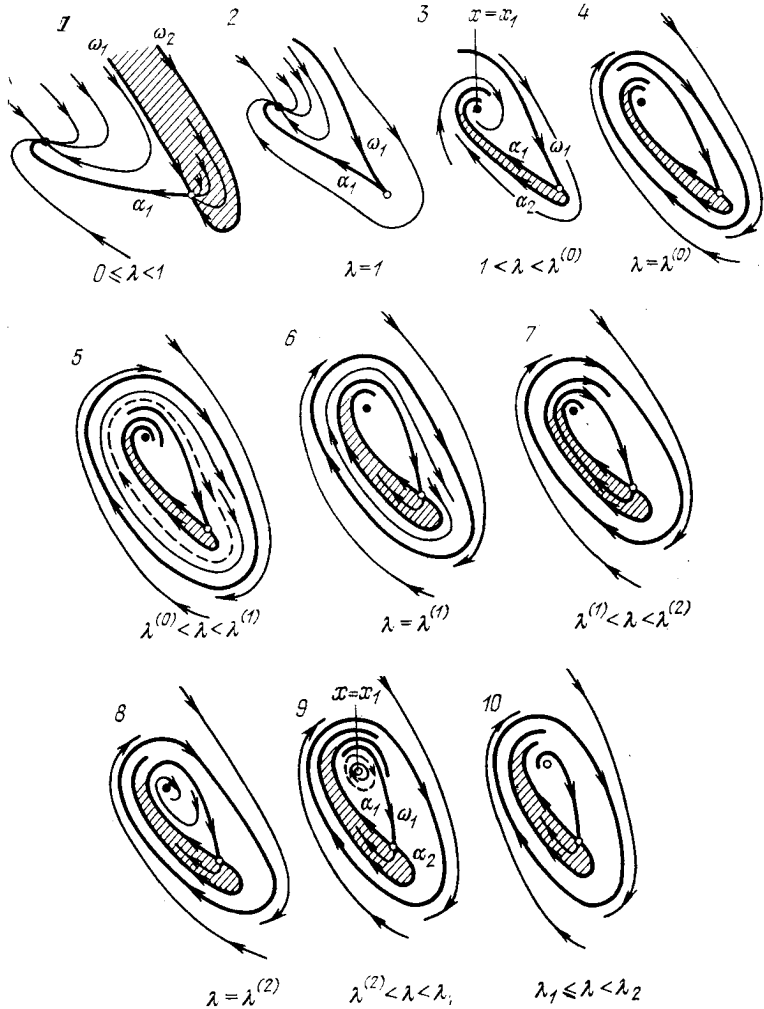 1
ω₁
ω₂
α₁
0 ⩽ λ < 1
2
ω₁
α₁
λ = 1
3
x = x₁
α₁
ω₁
α₂
1 < λ < λ⁽⁰⁾
4
λ = λ⁽⁰⁾
5
λ⁽⁰⁾ < λ < λ⁽¹⁾
6
λ = λ⁽¹⁾
7
λ⁽¹⁾ < λ < λ⁽²⁾
8
λ = λ⁽²⁾
9
x = x₁
α₁
ω₁
α₂
λ⁽²⁾ < λ < λ₁
10
λ₁ ⩽ λ < λ₂